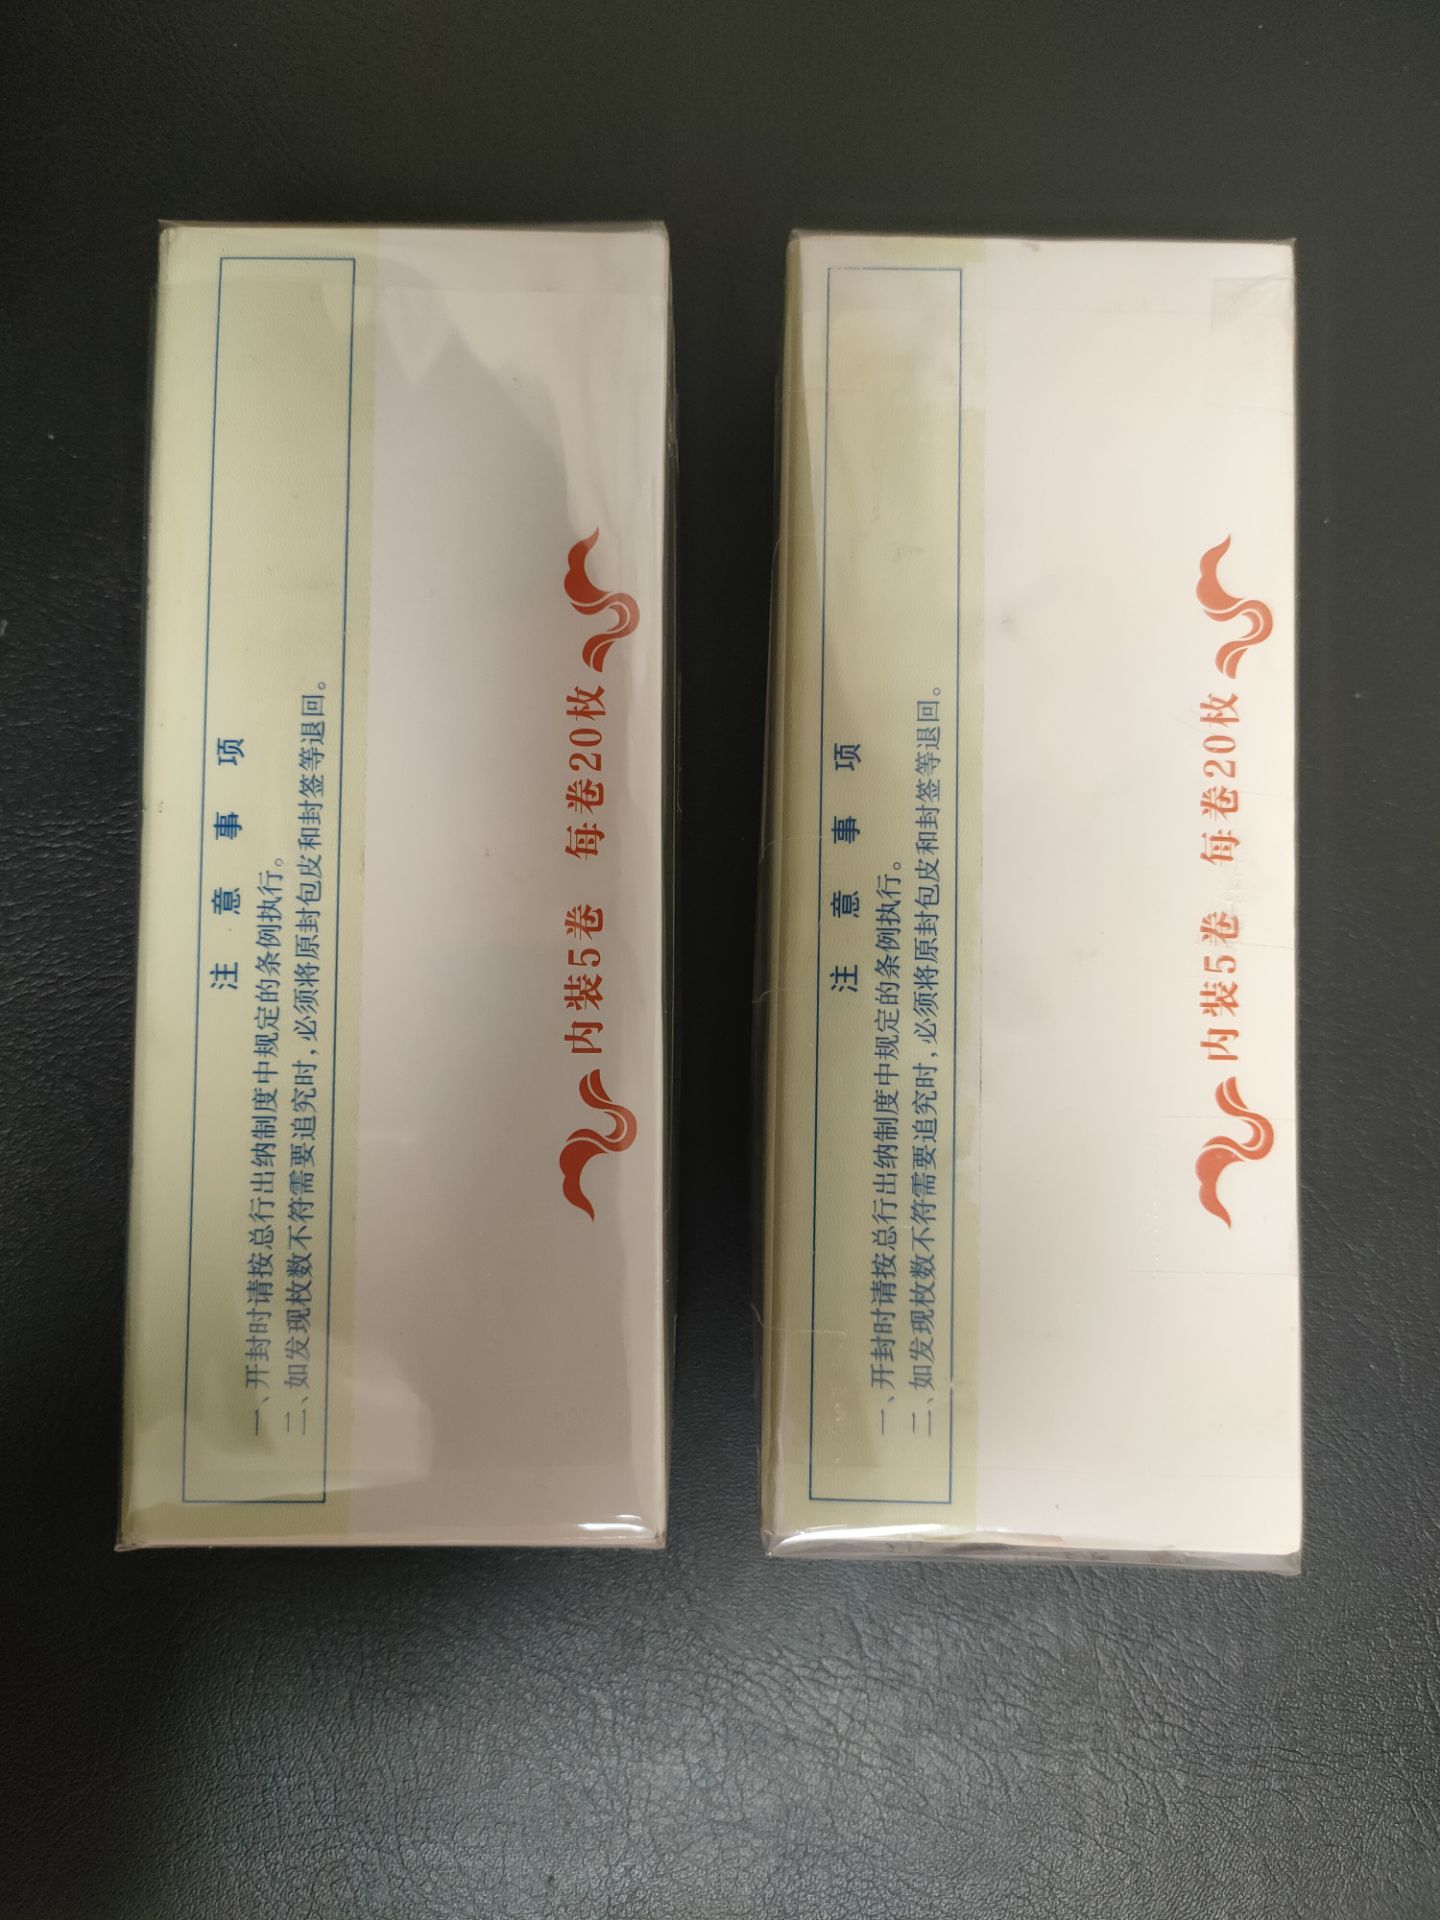 注 意 事 项
一、开封时请按总行出纳制度中规定的条例执行。
二、如发现枚数不符需要追究时,必须将原封包皮和封签等退回。
内装5卷 每卷20枚
注 意 事 项
一、开封时请按总行出纳制度中规定的条例执行。
二、如发现枚数不符需要追究时,必须将原封包皮和封签等退回。
内装5卷 每卷20枚